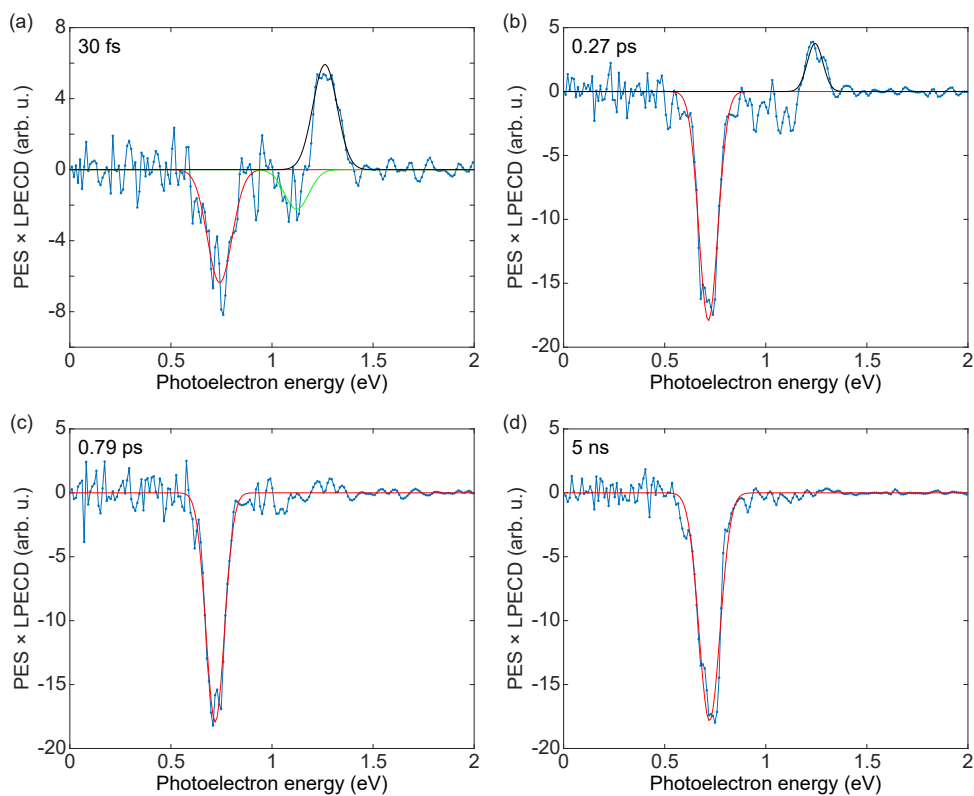 (a)
30 fs
PES × LPECD (arb. u.)
8
4
0
-4
-8
0
0.5
1
1.5
2
Photoelectron energy (eV)
(b)
0.27 ps
PES × LPECD (arb. u.)
5
0
-5
-10
-15
-20
0
0.5
1
1.5
2
Photoelectron energy (eV)
(c)
0.79 ps
PES × LPECD (arb. u.)
5
0
-5
-10
-15
-20
0
0.5
1
1.5
2
Photoelectron energy (eV)
(d)
5 ns
PES × LPECD (arb. u.)
5
0
-5
-10
-15
-20
0
0.5
1
1.5
2
Photoelectron energy (eV)